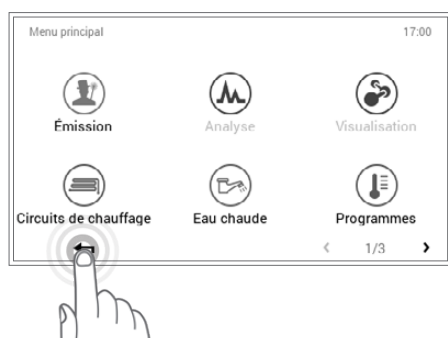 Menu principal 17:00
Émission Analyse Visualisation
Circuits de chauffage Eau chaude Programmes
1/3